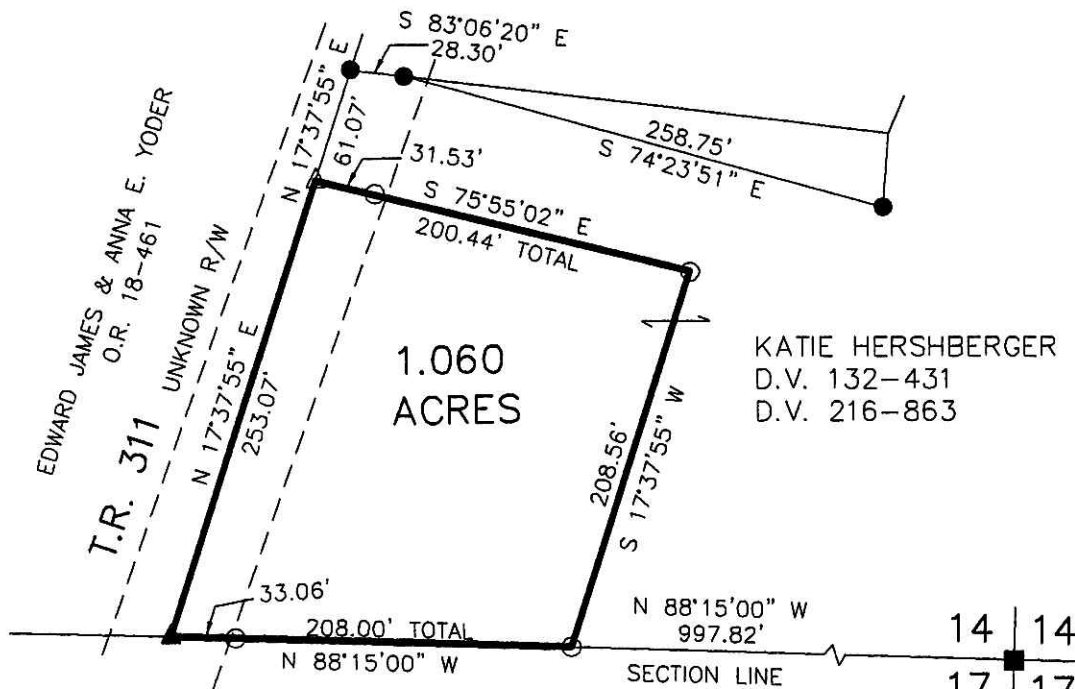 S 83°06'20" E
28.30'
N 17°37'55" E
61.07'
258.75'
S 74°23'51" E
31.53'
S 75°55'02" E
200.44' TOTAL
EDWARD JAMES & ANNA E. YODER
O.R. 18-461
UNKNOWN R/W
T.R. 311
N 17°37'55" E
253.07'
1.060
ACRES
KATIE HERSHBERGER
D.V. 132-431
D.V. 216-863
208.56'
S 17°37'55" W
33.06'
208.00' TOTAL
N 88°15'00" W
N 88°15'00" W
997.82'
SECTION LINE
14 14
17 17